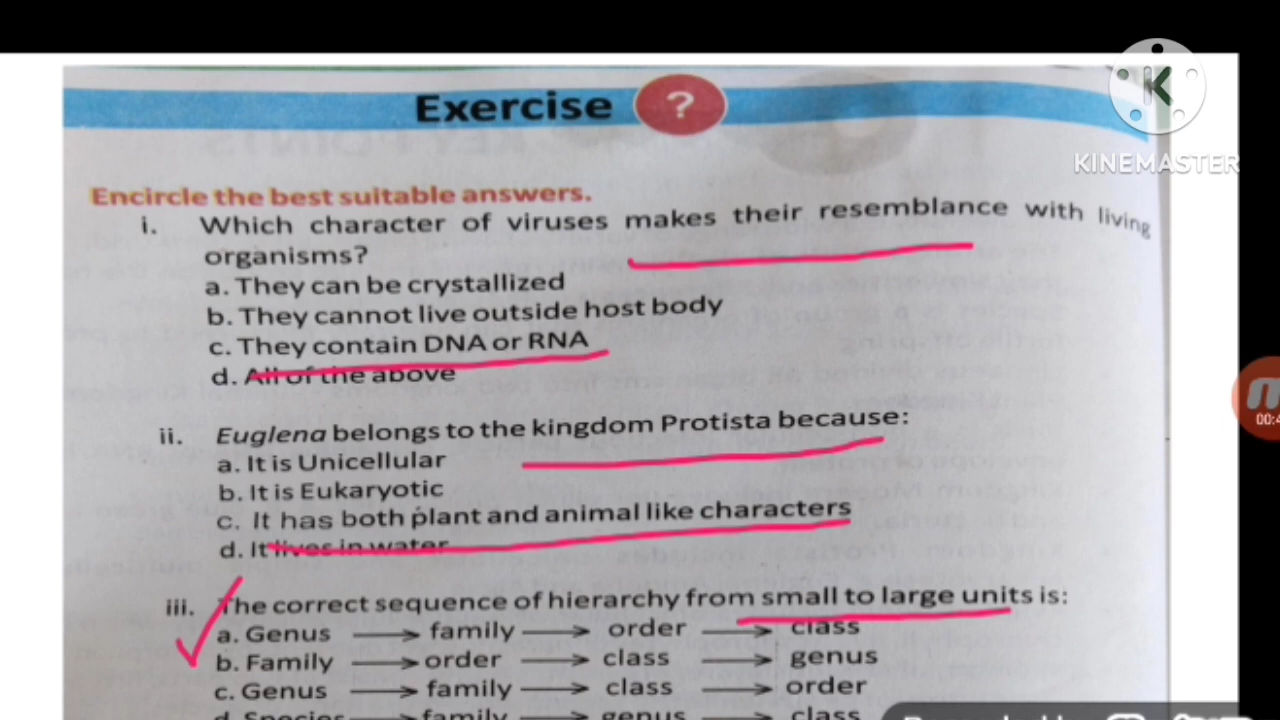 Exercise ?
KINEMASTER
Encircle the best suitable answers.
i. Which character of viruses makes their resemblance with living
organisms?
a. They can be crystallized
b. They cannot live outside host body
c. They contain DNA or RNA
d. All of the above
ii. Euglena belongs to the kingdom Protista because:
a. It is Unicellular
b. It is Eukaryotic
c. It has both plant and animal like characters
d. It lives in water
iii. The correct sequence of hierarchy from small to large units is:
a. Genus → family → order → class
b. Family → order → class → genus
c. Genus → family → class → order
d. Species → family → genus → class